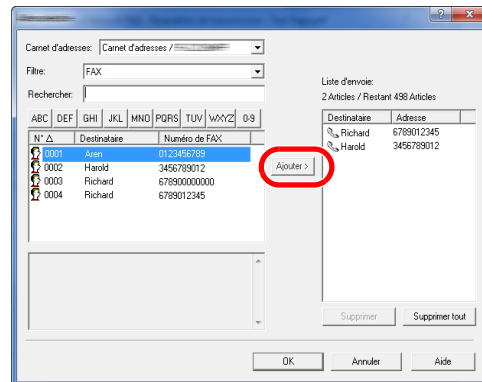 Carnet d'adresses: Carnet d'adresses /
Filtre: FAX
Rechercher:
ABC DEF GHI JKL MNO PQRS TUV WXYZ 0-9
N° Δ Destinataire Numéro de FAX
0001 Aren 0123456789
0002 Harold 3456789012
0003 Richard 678900000000
0004 Richard 6789012345
Ajouter >
Liste d'envoie:
2 Articles / Restant 498 Articles
Destinataire Adresse
Richard 6789012345
Harold 3456789012
Supprimer Supprimer tout
OK Annuler Aide